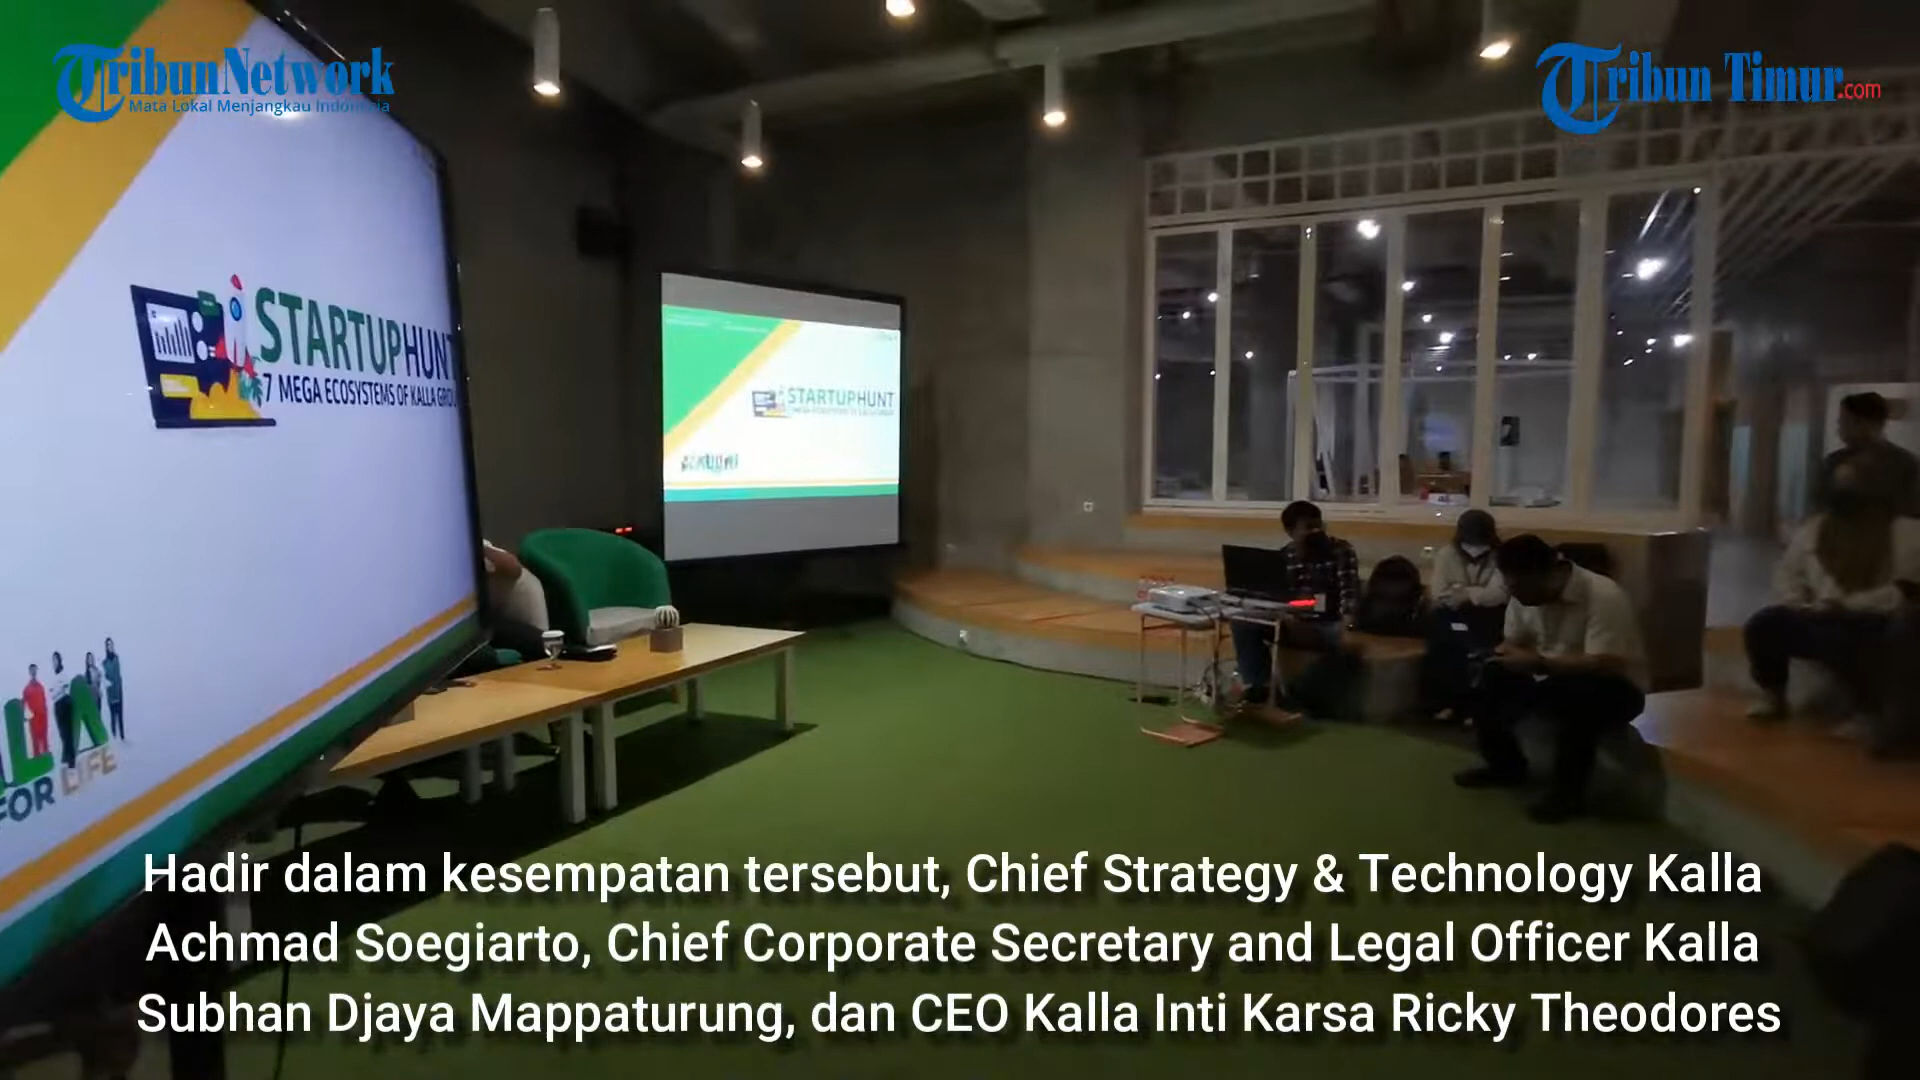 TribunNetwork
Mata Lokal Menjangkau Indonesia
Tribun Timur.com
STARTUPHUNT
7 MEGA ECOSYSTEMS OF KALLA GROU
STARTUPHUNT
FOR LIFE
Hadir dalam kesempatan tersebut, Chief Strategy & Technology Kalla
Achmad Soegiarto, Chief Corporate Secretary and Legal Officer Kalla
Subhan Djaya Mappaturung, dan CEO Kalla Inti Karsa Ricky Theodores